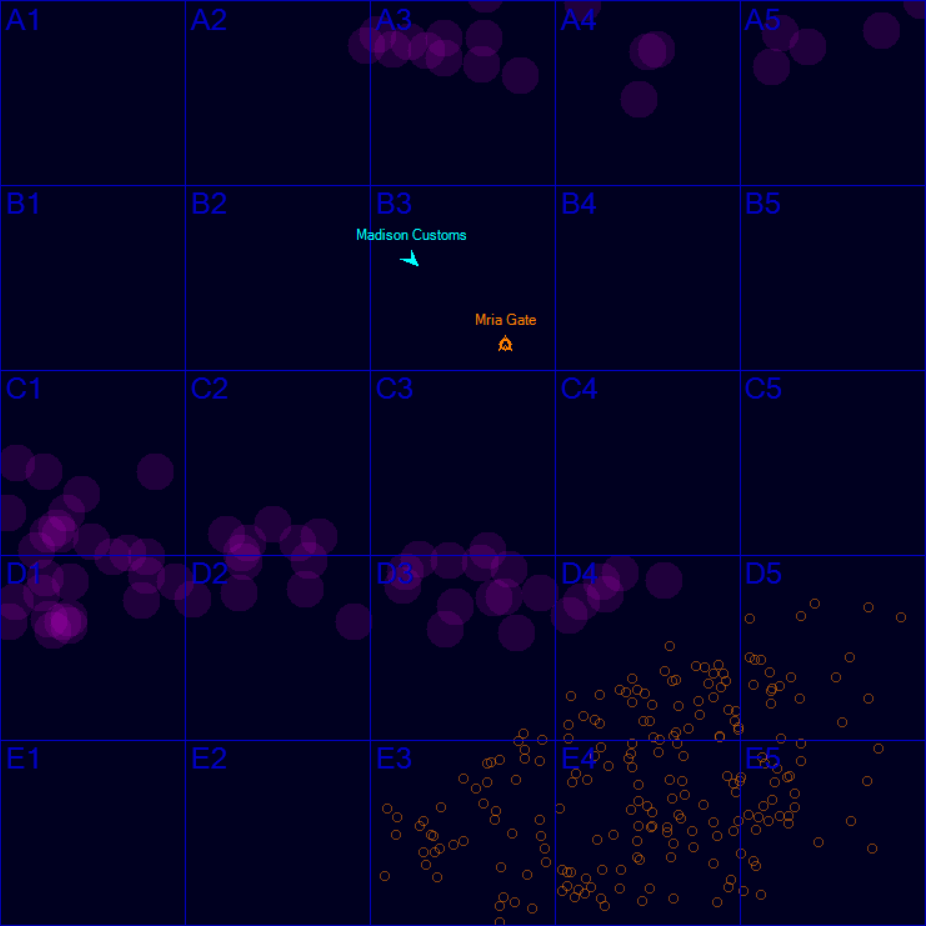 A1 A2 A3 A4 A5
B1 B2 B3 B4 B5
Madison Customs
Mria Gate
C1 C2 C3 C4 C5
D1 D2 D3 D4 D5
E1 E2 E3 E4 E5